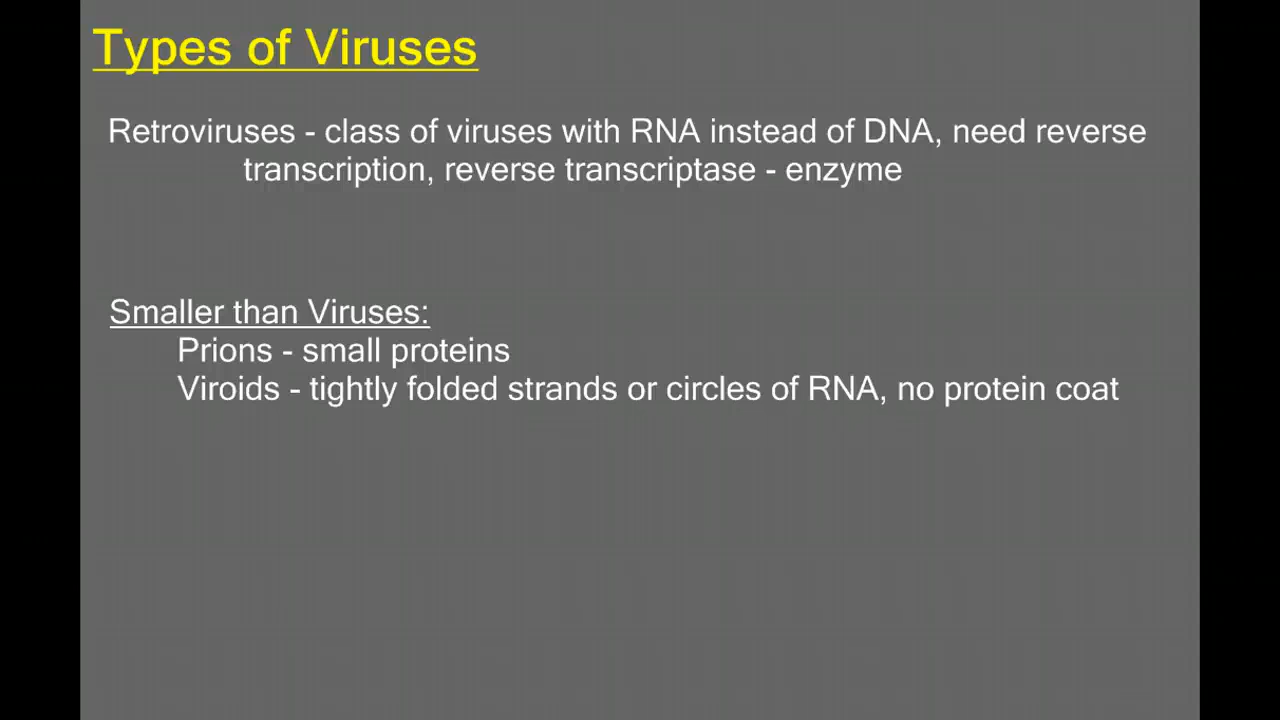 Types of Viruses
Retroviruses - class of viruses with RNA instead of DNA, need reverse
transcription, reverse transcriptase - enzyme
Smaller than Viruses:
Prions - small proteins
Viroids - tightly folded strands or circles of RNA, no protein coat